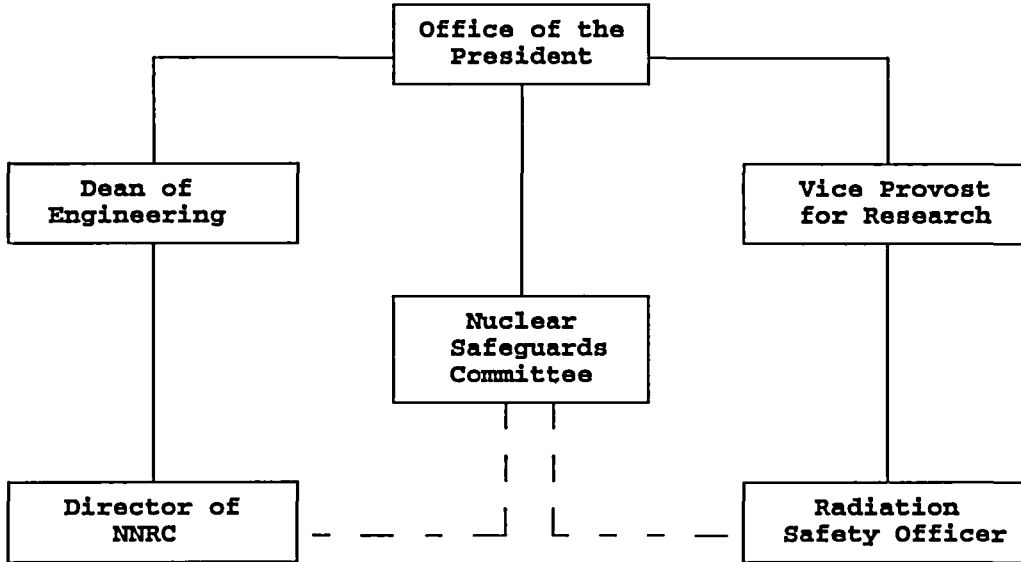 Office of the
President
Dean of
Engineering
Vice Provost
for Research
Nuclear
Safeguards
Committee
Director of
NNRC
Radiation
Safety Officer